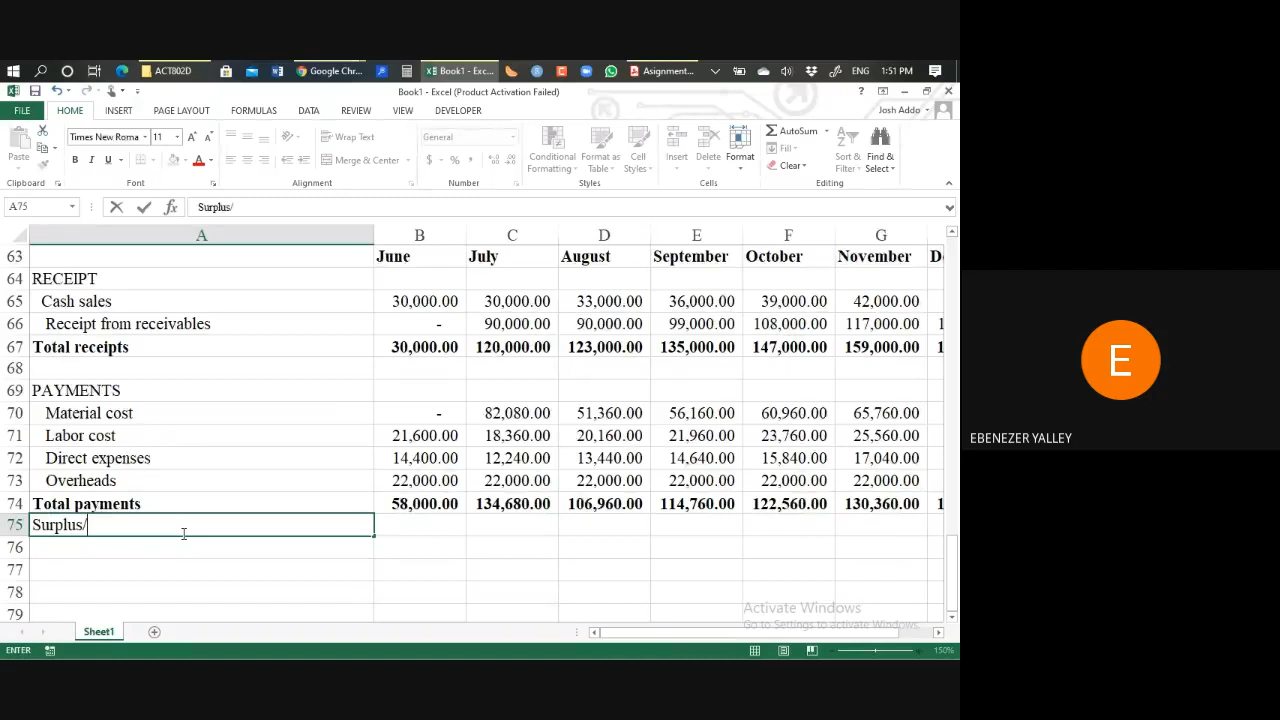 ACT802D Google Chr... Book1 - Exc... Asignment... ENG 1:51 PM
Book1 - Excel (Product Activation Failed)
FILE HOME INSERT PAGE LAYOUT FORMULAS DATA REVIEW VIEW DEVELOPER Josh Addo
Paste Times New Roma 11 Wrap Text General Conditional Formatting Format as Table Cell Styles Insert Delete Format AutoSum Fill Clear Sort & Filter Find & Select
B I U Merge & Center $ % ,
Clipboard Font Alignment Number Styles Cells Editing
A75 fx Surplus/
A B C D E F G
63 June July August September October November D
64 RECEIPT
65 Cash sales 30,000.00 30,000.00 33,000.00 36,000.00 39,000.00 42,000.00
66 Receipt from receivables - 90,000.00 90,000.00 99,000.00 108,000.00 117,000.00 1
67 Total receipts 30,000.00 120,000.00 123,000.00 135,000.00 147,000.00 159,000.00 1
68
69 PAYMENTS
70 Material cost - 82,080.00 51,360.00 56,160.00 60,960.00 65,760.00
71 Labor cost 21,600.00 18,360.00 20,160.00 21,960.00 23,760.00 25,560.00
72 Direct expenses 14,400.00 12,240.00 13,440.00 14,640.00 15,840.00 17,040.00
73 Overheads 22,000.00 22,000.00 22,000.00 22,000.00 22,000.00 22,000.00
74 Total payments 58,000.00 134,680.00 106,960.00 114,760.00 122,560.00 130,360.00 1
75 Surplus/
76
77
78
79
Activate Windows
Go to Settings to activate Windows.
Sheet1
ENTER 150%
E
EBENEZER YALLEY